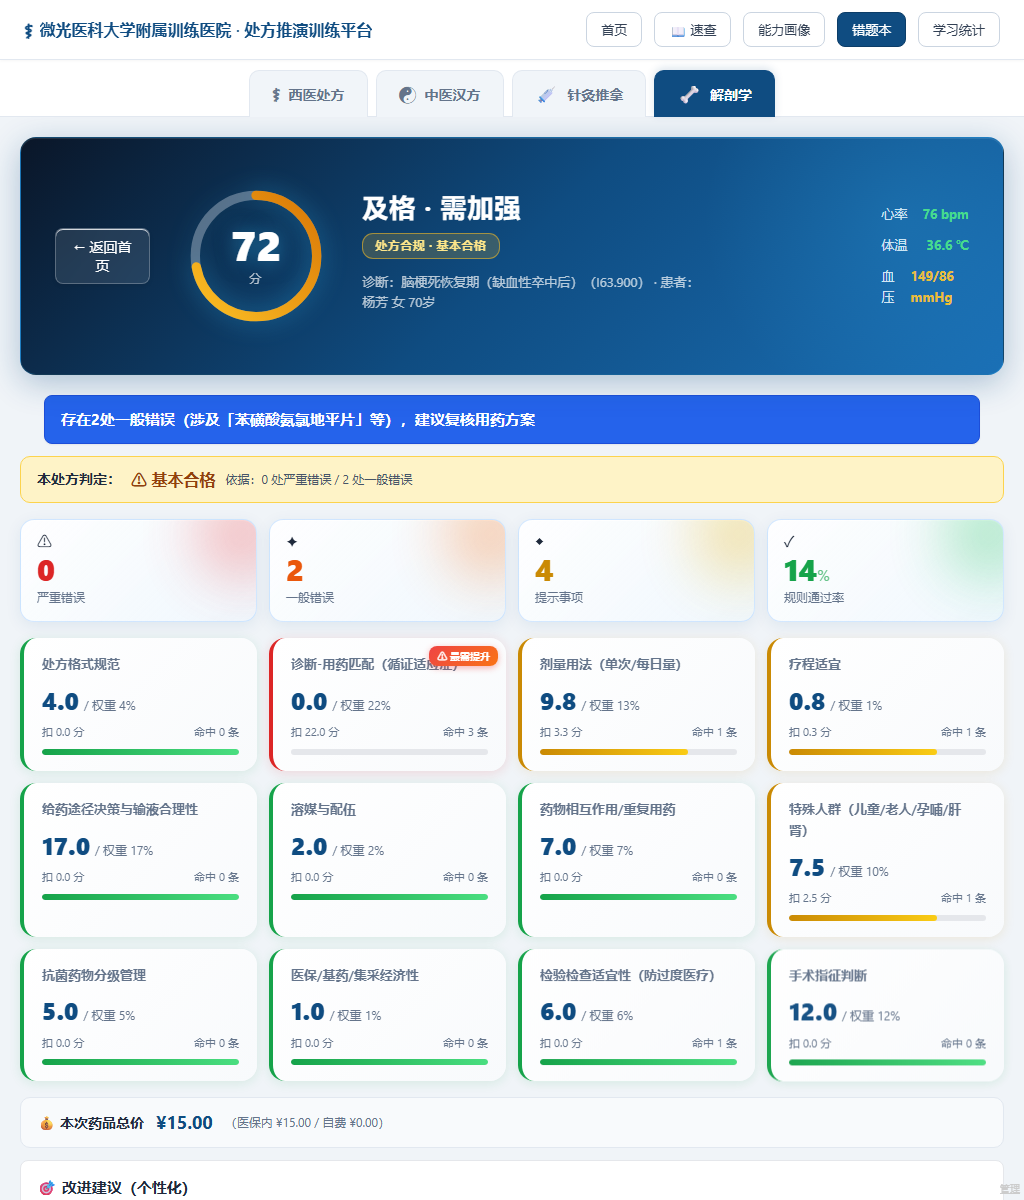 微光医科大学附属训练医院 · 处方推演训练平台
首页
速查
能力画像
错题本
学习统计
西医处方
中医汉方
针灸推拿
解剖学
← 返回首页
72
分
及格 · 需加强
处方合规 · 基本合格
诊断：脑梗死恢复期（缺血性卒中后）（I63.900） · 患者：
杨芳 女 70岁
心率 76 bpm
体温 36.6 ℃
血压 149/86 mmHg
存在2处一般错误（涉及「苯磺酸氨氯地平片」等），建议复核用药方案
本处方判定： ⚠ 基本合格 依据：0 处严重错误 / 2 处一般错误
0
严重错误
2
一般错误
4
提示事项
14%
规则通过率
处方格式规范
4.0 / 权重 4%
扣 0.0 分 命中 0 条
诊断-用药匹配（循证适应证）
⚠ 最需提升
0.0 / 权重 22%
扣 22.0 分 命中 3 条
剂量用法（单次/每日量）
9.8 / 权重 13%
扣 3.3 分 命中 1 条
疗程适宜
0.8 / 权重 1%
扣 0.3 分 命中 1 条
给药途径决策与输液合理性
17.0 / 权重 17%
扣 0.0 分 命中 0 条
溶媒与配伍
2.0 / 权重 2%
扣 0.0 分 命中 0 条
药物相互作用/重复用药
7.0 / 权重 7%
扣 0.0 分 命中 0 条
特殊人群（儿童/老人/孕哺/肝肾）
7.5 / 权重 10%
扣 2.5 分 命中 1 条
抗菌药物分级管理
5.0 / 权重 5%
扣 0.0 分 命中 0 条
医保/基药/集采经济性
1.0 / 权重 1%
扣 0.0 分 命中 0 条
检验检查适宜性（防过度医疗）
6.0 / 权重 6%
扣 0.0 分 命中 1 条
手术指征判断
12.0 / 权重 12%
扣 0.0 分 命中 0 条
本次药品总价 ¥15.00 （医保内 ¥15.00 / 自费 ¥0.00）
改进建议（个性化）
管理